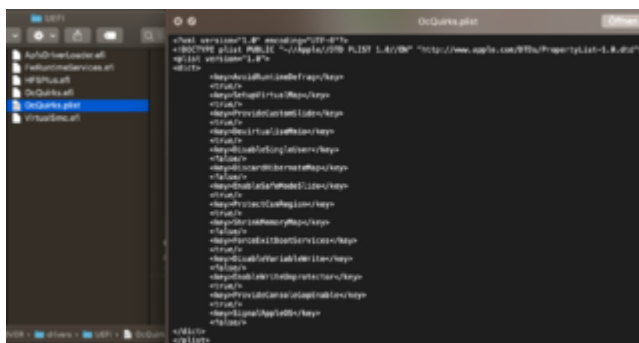 UEFI
ApfsDriverLoader.efi
FwRuntimeServices.efi
HFSPlus.efi
OcQuirks.efi
OcQuirks.plist
VirtualSmc.efi
drivers
UEFI
OcQuirks.plist
Öffnen
<?xml version="1.0" encoding="UTF-8"?>
<!DOCTYPE plist PUBLIC "-//Apple//DTD PLIST 1.0//EN" "http://www.apple.com/DTDs/PropertyList-1.0.dtd"
<plist version="1.0">
<dict>
<key>AvoidRuntimeDefrag</key>
<true/>
<key>SetupVirtualMap</key>
<true/>
<key>ProvideCustomSlide</key>
<true/>
<key>DevirtualiseMmio</key>
<true/>
<key>DisableSingleUser</key>
<false/>
<key>DiscardHibernateMap</key>
<false/>
<key>EnableSafeModeSlide</key>
<true/>
<key>ProtectCsmRegion</key>
<true/>
<key>ShrinkMemoryMap</key>
<false/>
<key>ForceExitBootServices</key>
<true/>
<key>DisableVariableWrite</key>
<false/>
<key>EnableWriteUnprotector</key>
<true/>
<key>ProvideConsoleGopEnable</key>
<true/>
<key>SignalAppleOS</key>
<false/>
</dict>
</plist>